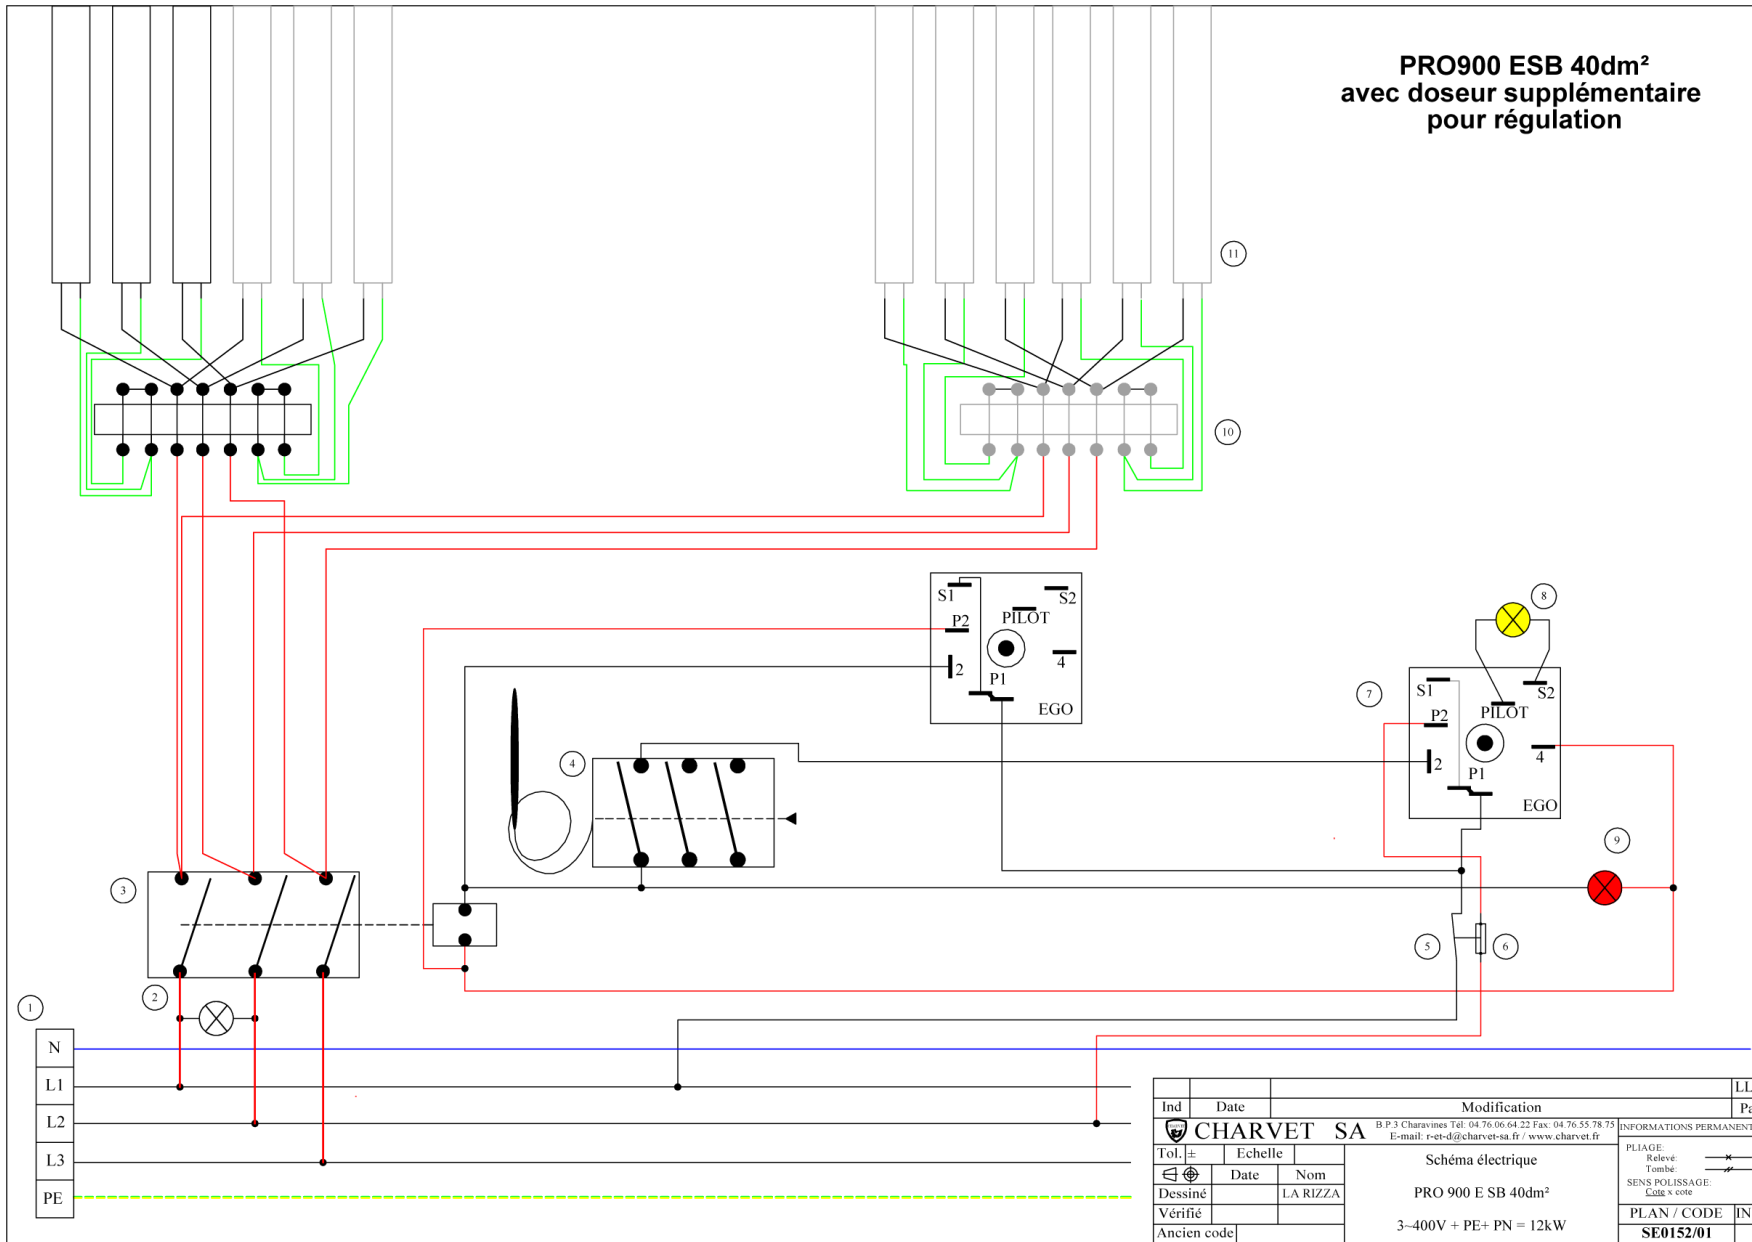 PRO900 ESB 40dm²
avec doseur supplémentaire
pour régulation
11
10
S1
S2
P2
PILOT
2
4
P1
EGO
8
7
S1
S2
P2
PILOT
2
4
P1
EGO
4
9
3
5
6
2
1
N
L1
L2
L3
PE
Ind Date Modification
CHARVET SA
B.P.3 Charavines Tél: 04.76.06.64.22 Fax: 04.76.55.78.75
E-mail: r-et-d@charvet-sa.fr / www.charvet.fr
INFORMATIONS PERMANENT
Tol. ± Echelle
Date Nom
Dessiné LA RIZZA
Vérifié
Ancien code
Schéma électrique
PRO 900 E SB 40dm²
3~400V + PE+ PN = 12kW
PLIAGE:
Relevé:
Tombé:
SENS POLISSAGE:
Cote x cote
PLAN / CODE IN
SE0152/01